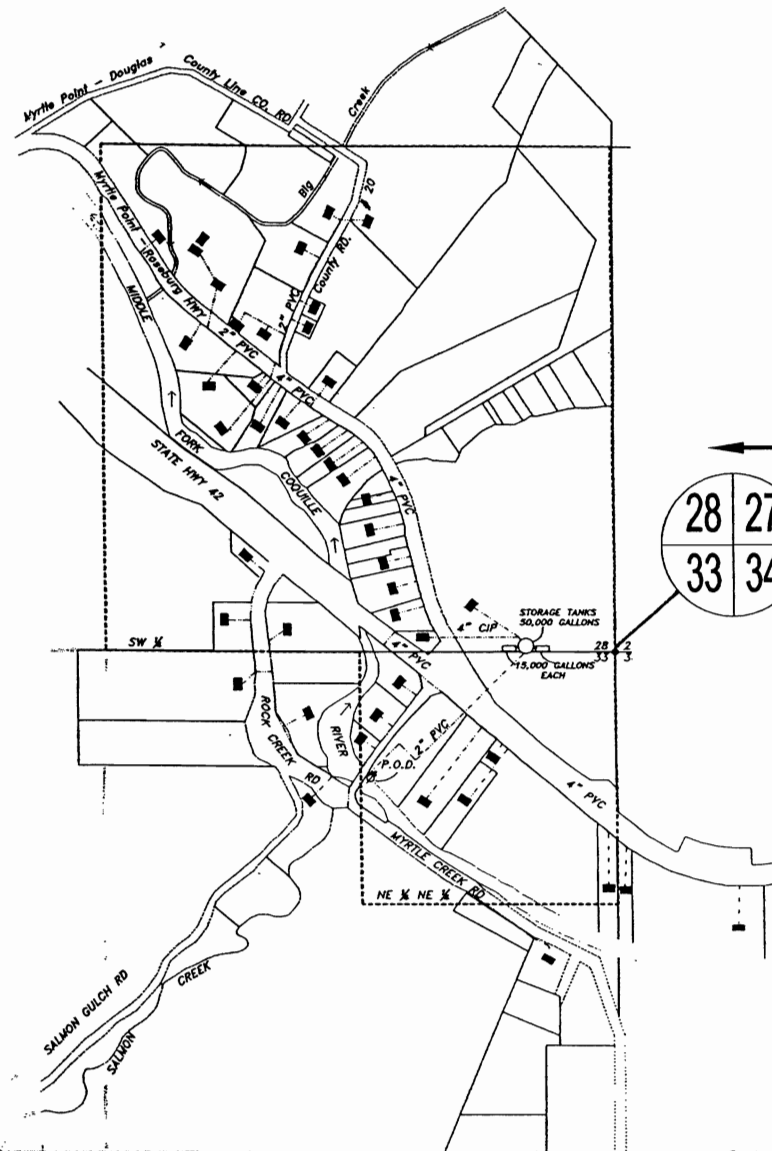 Myrtle Point - Douglas
County Line CO. RD.
Creek
Big
20
County RD.
2" PVC
Myrtle Point - Roseburg HWY
2" PVC
4" PVC
MIDDLE
FORK
COQUILLE
STATE HWY 42
4" PVC
28 27
33 34
STORAGE TANKS
50,000 GALLONS
4" CIP
SW ¼
28 2
33 3
15,000 GALLONS
EACH
4" PVC
ROCK CREEK RD
RIVER
2" PVC
P.O.D.
4" PVC
MYRTLE CREEK RD
NE ¼ NE ¼
SALMON GULCH RD
SALMON CREEK